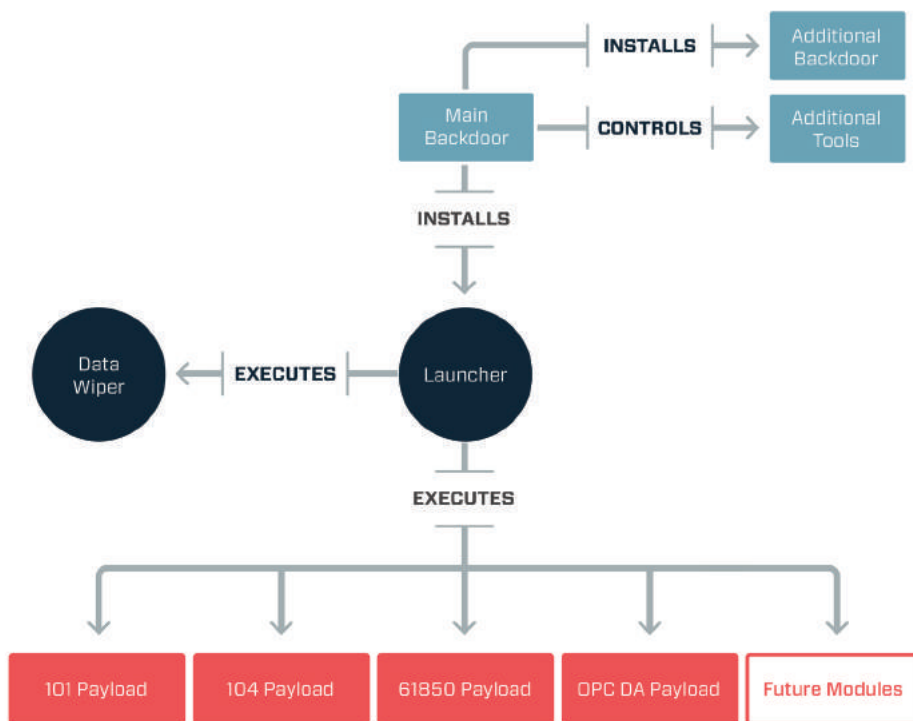 INSTALLS
Additional
Backdoor
Main
Backdoor
CONTROLS
Additional
Tools
INSTALLS
Data
Wiper
EXECUTES
Launcher
EXECUTES
101 Payload
104 Payload
61850 Payload
OPC DA Payload
Future Modules